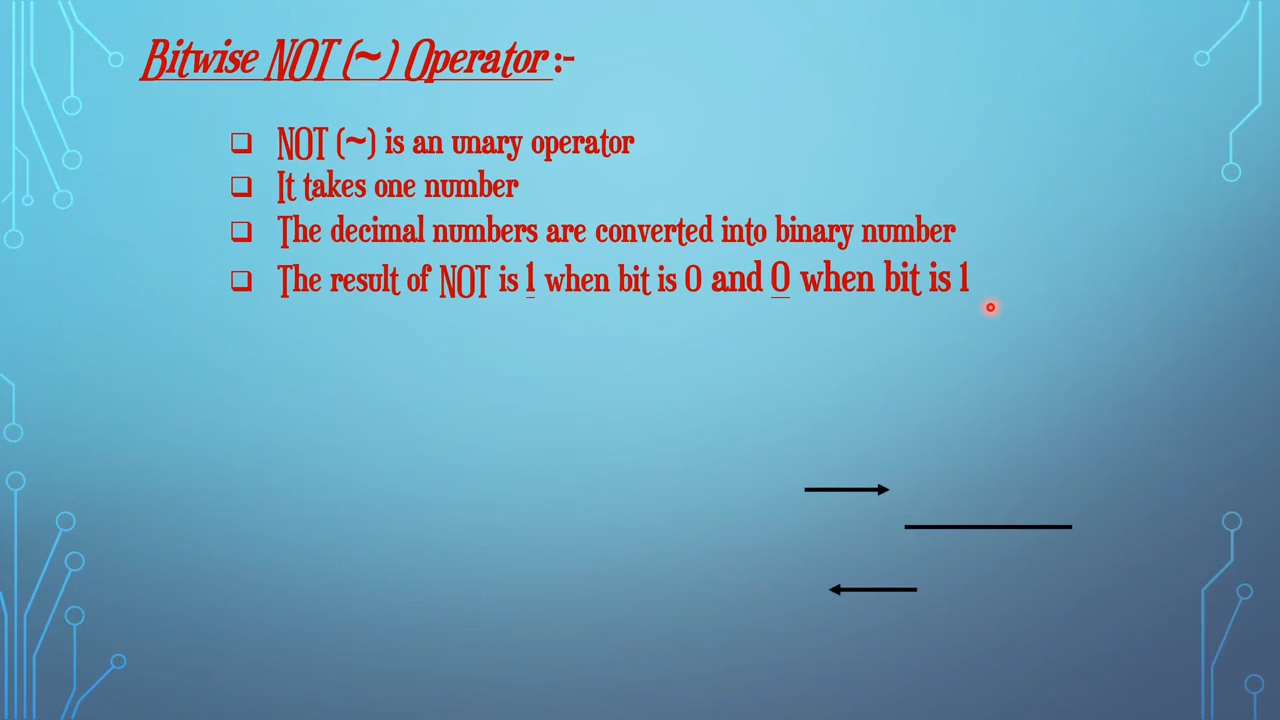 Bitwise NOT (~) Operator :-
NOT (~) is an unary operator
It takes one number
The decimal numbers are converted into binary number
The result of NOT is 1 when bit is 0 and 0 when bit is 1